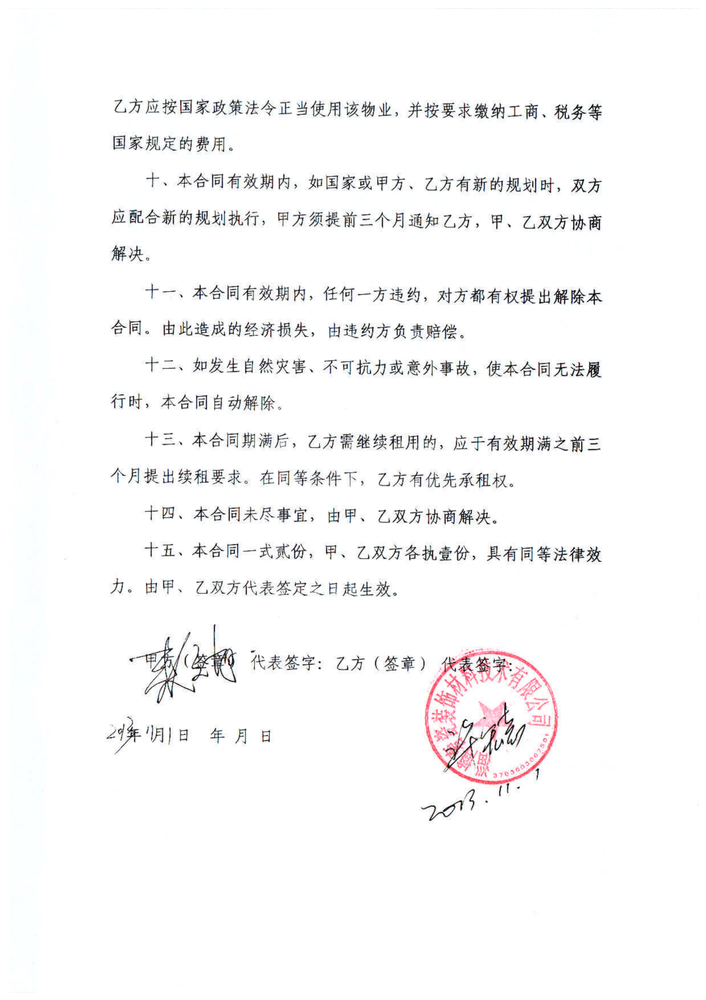 乙方应按国家政策法令正当使用该物业，并按要求缴纳工商、税务等
国家规定的费用。
十、本合同有效期内，如国家或甲方、乙方有新的规划时，双方
应配合新的规划执行，甲方须提前三个月通知乙方，甲、乙双方协商
解决。
十一、本合同有效期内，任何一方违约，对方都有权提出解除本
合同。由此造成的经济损失，由违约方负责赔偿。
十二、如发生自然灾害、不可抗力或意外事故，使本合同无法履
行时，本合同自动解除。
十三、本合同期满后，乙方需继续租用的，应于有效期满之前三
个月提出续租要求。在同等条件下，乙方有优先承租权。
十四、本合同未尽事宜，由甲、乙双方协商解决。
十五、本合同一式贰份，甲、乙双方各执壹份，具有同等法律效
力。由甲、乙双方代表签定之日起生效。
甲方（签章） 代表签字：乙方（签章） 代表签字：
装饰材料科技术有限公司
3703003007501
2013年11月1日 年 月 日
2013.11.1